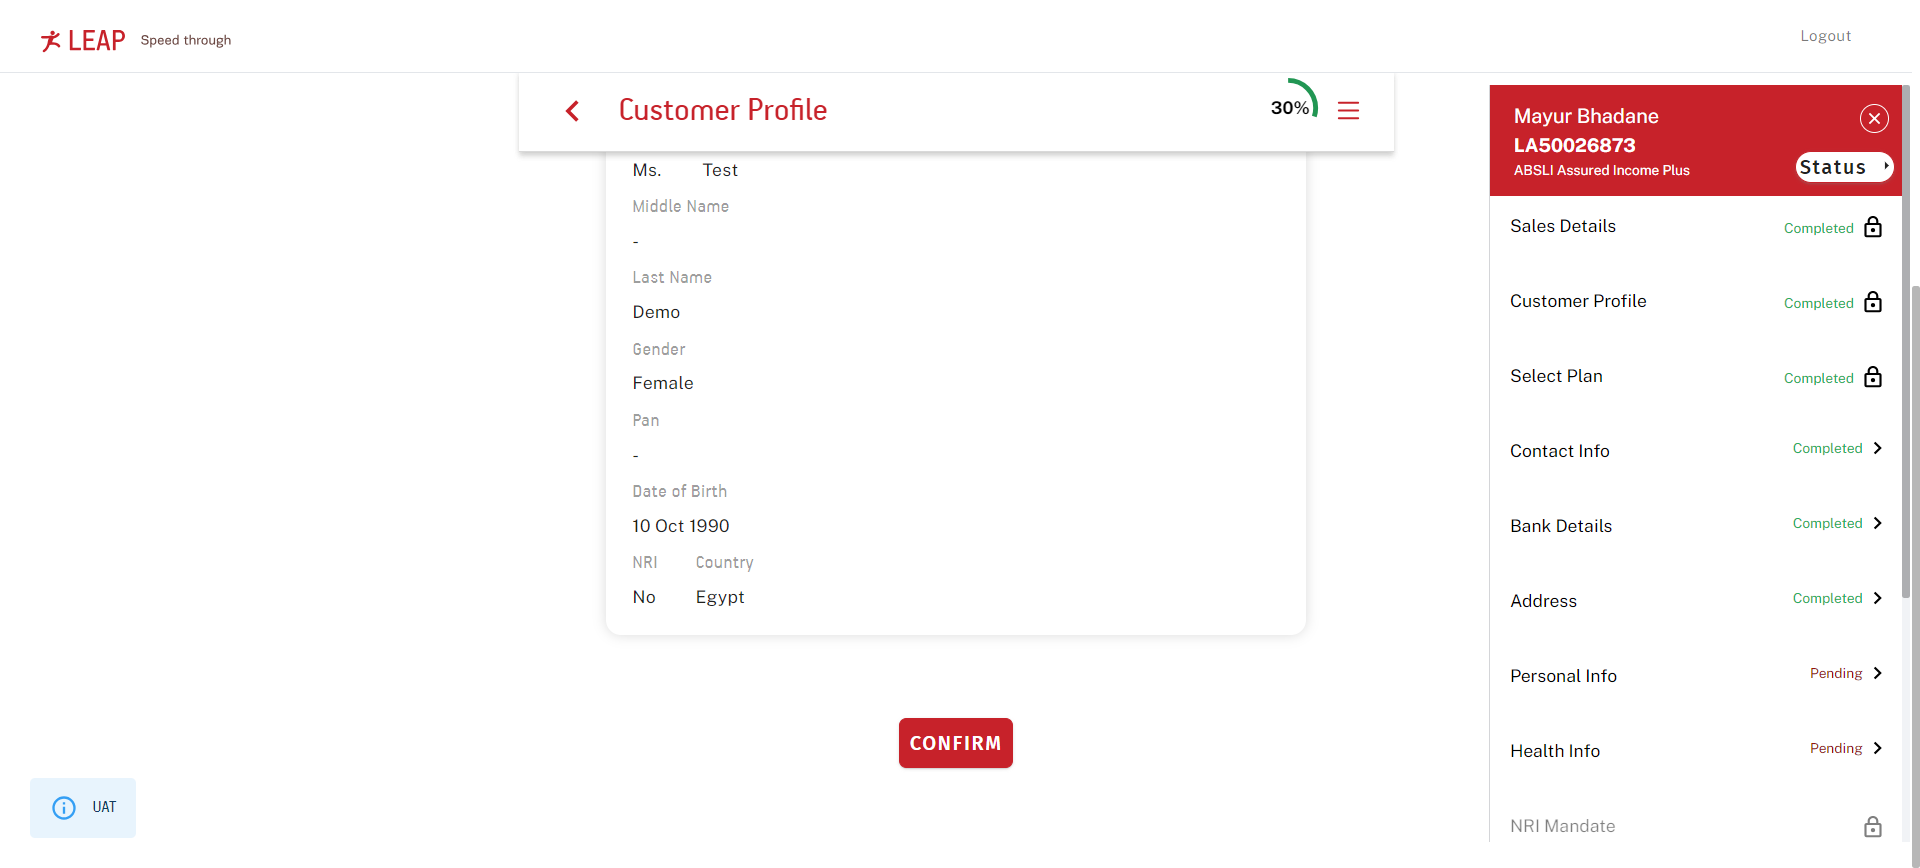 LEAP Speed through
Logout
Customer Profile
30%
Ms. Test
Middle Name
-
Last Name
Demo
Gender
Female
Pan
-
Date of Birth
10 Oct 1990
NRI Country
No Egypt
CONFIRM
UAT
Mayur Bhadane
LA50026873
ABSLI Assured Income Plus
Status
Sales Details Completed
Customer Profile Completed
Select Plan Completed
Contact Info Completed
Bank Details Completed
Address Completed
Personal Info Pending
Health Info Pending
NRI Mandate